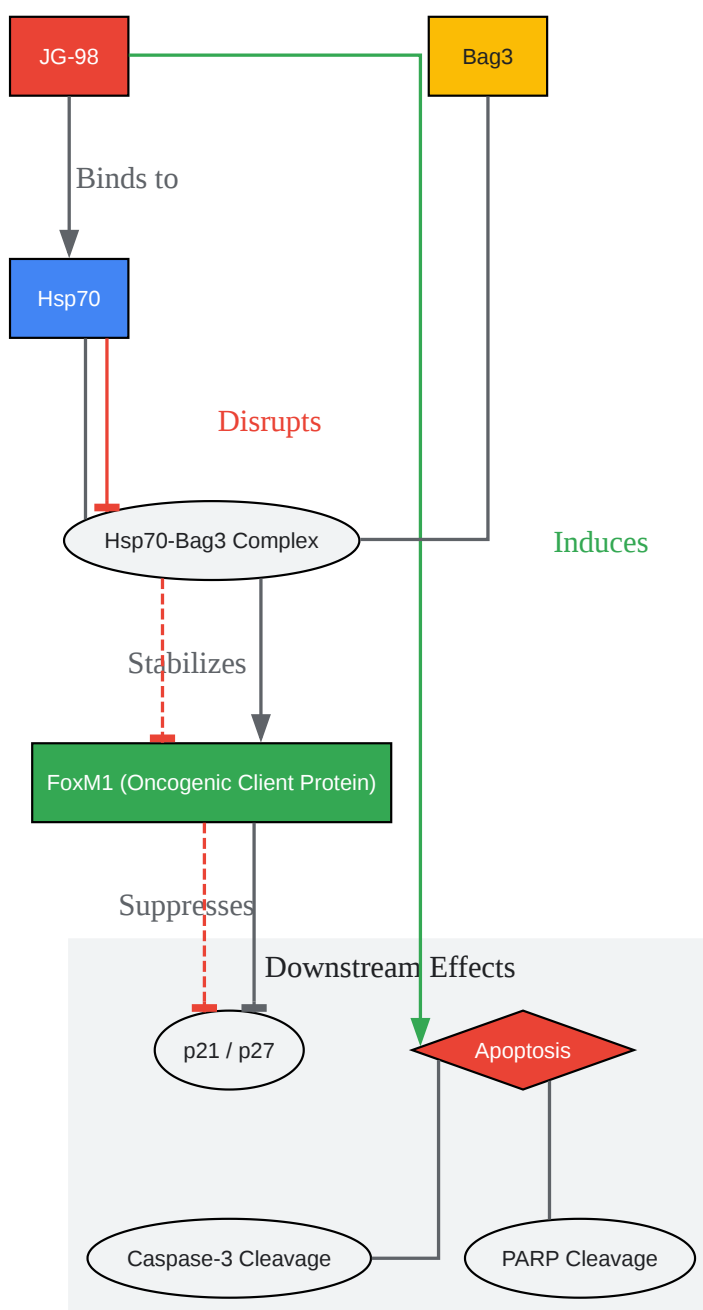 JG-98
Bag3
Binds to
Hsp70
Disrupts
Hsp70-Bag3 Complex
Induces
Stabilizes
FoxM1 (Oncogenic Client Protein)
Suppresses
Downstream Effects
p21 / p27
Apoptosis
Caspase-3 Cleavage
PARP Cleavage